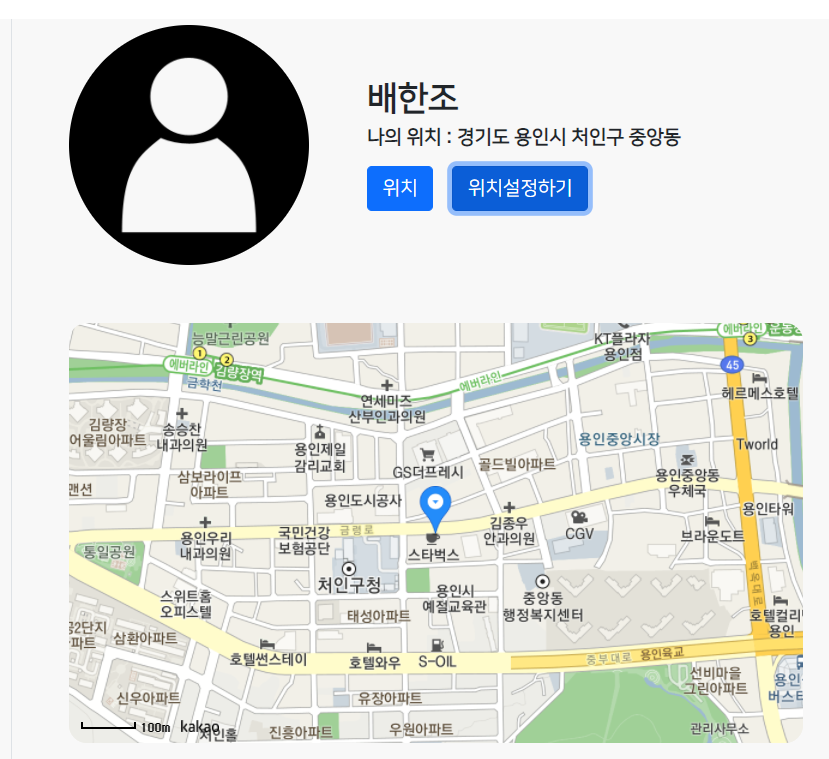 배한조
나의 위치 : 경기도 용인시 처인구 중앙동
위치
위치설정하기
능말근린공원
KT플라자
용인점
에버라인
3
1
2
에버라인
김량장역
금학천
에버라인
45
헤르메스호텔
연세미즈
산부인과의원
김량장
어울림아파트
송승찬
내과의원
용인제일
감리교회
용인중앙시장
Tworld
GS더프레시
골드빌아파트
삼보라이프
아파트
용인중앙동
우체국
맨션
용인도시공사
용인타워
김종우
안과의원
CGV
브라운도트
용인우리
내과의원
국민건강
보험공단
금령로
스타벅스
통일공원
처인구청
백옥대로
스위트홈
오피스텔
용인시
예절교육관
중앙동
행정복지센터
태성아파트
호텔컬리
용인
2단지
파트
삼환아파트
호텔썬스테이
호텔와우
S-OIL
중부대로
용인육교
선비마을
그린아파트
용인
버스터
신우아파트
유장아파트
100m
kakao
처인홀
진흥아파트
우원아파트
관리사무소